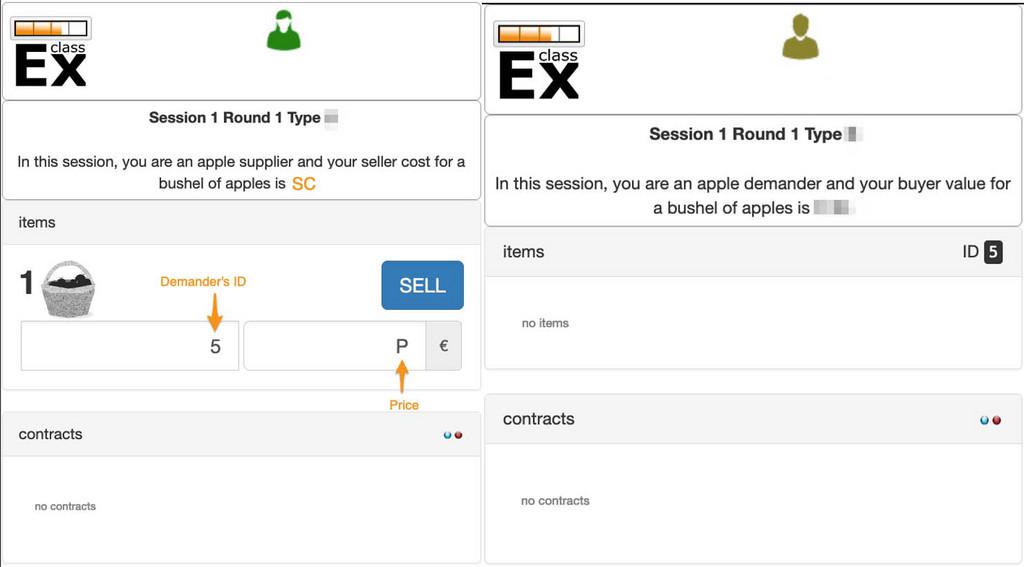 class
Ex
Session 1 Round 1 Type
In this session, you are an apple supplier and your seller cost for a
bushel of apples is SC
items
1
Demander's ID
SELL
5
P €
Price
contracts
no contracts
class
Ex
Session 1 Round 1 Type
In this session, you are an apple demander and your buyer value for
a bushel of apples is
items ID 5
no items
contracts
no contracts